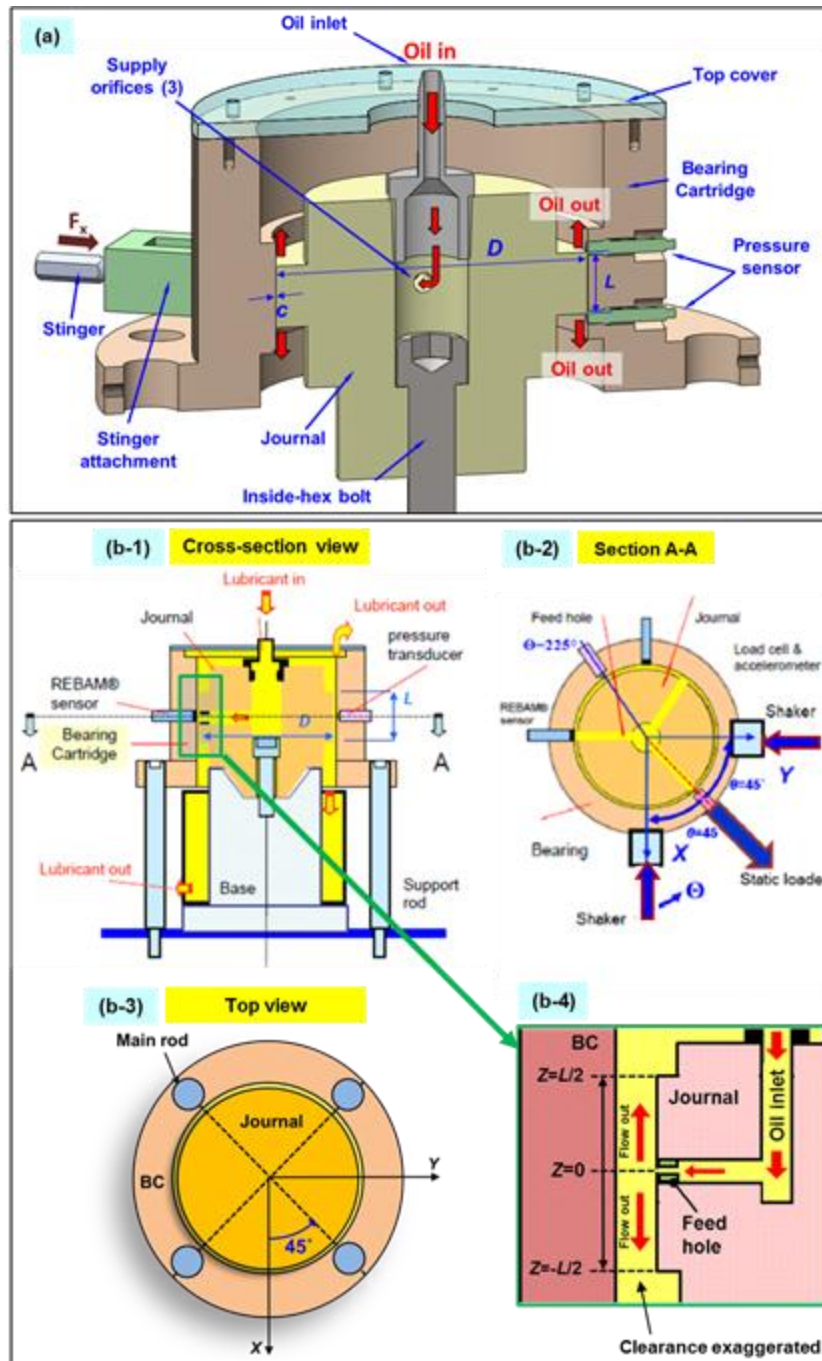 (a)
Oil inlet
Oil in
Supply
orifices (3)
Top cover
Bearing
Cartridge
Oil out
Fx
D
Pressure
sensor
L
c
Stinger
Oil out
Stinger
attachment
Journal
Inside-hex bolt
(b-1)
Cross-section view
Lubricant in
Journal
Lubricant out
pressure
transducer
REBAM®
sensor
L
D
Bearing
Cartridge
A
A
Lubricant out
Base
Support
rod
(b-2)
Section A-A
Feed hole
Journal
Θ=225°
Load cell &
accelerometer
REBAM®
sensor
Shaker
Y
θ=45°
θ=45
Bearing
X
Static loader
Θ
Shaker
(b-3)
Top view
Main rod
Journal
BC
Y
45°
X
(b-4)
BC
Z=L/2
Journal
Oil inlet
Flow out
Z=0
Flow out
Feed
hole
Z=-L/2
Clearance exaggerated